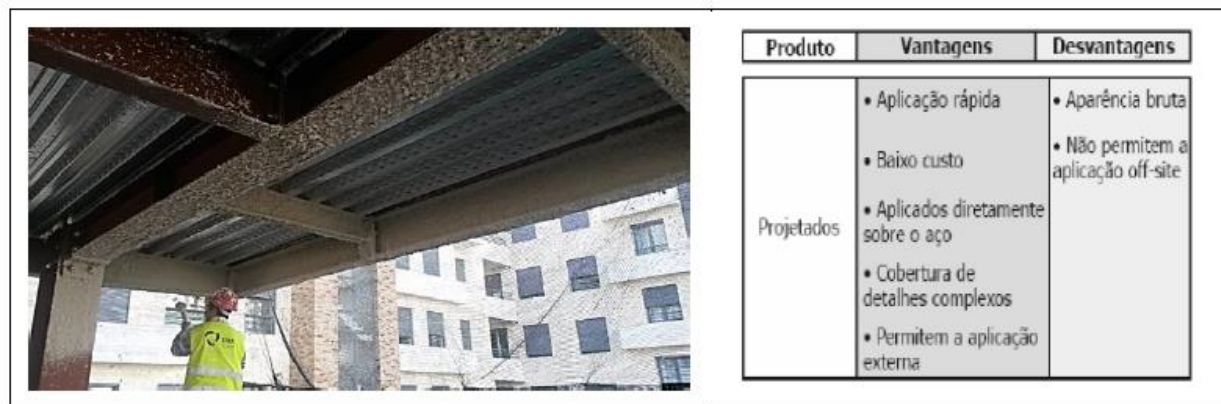 Produto Vantagens Desvantagens
Projetados
• Aplicação rápida
• Baixo custo
• Aplicados diretamente
sobre o aço
• Cobertura de
detalhes complexos
• Permitem a aplicação
externa
• Aparência bruta
• Não permitem a
aplicação off-site